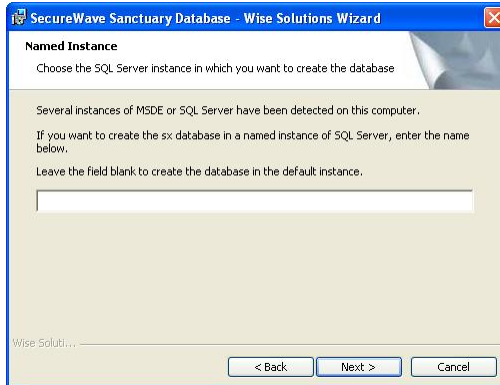 SecureWave Sanctuary Database - Wise Solutions Wizard
Named Instance
Choose the SQL Server instance in which you want to create the database
Several instances of MSDE or SQL Server have been detected on this computer.
If you want to create the sx database in a named instance of SQL Server, enter the name
below.
Leave the field blank to create the database in the default instance.
Wise Soluti...
< Back
Next >
Cancel